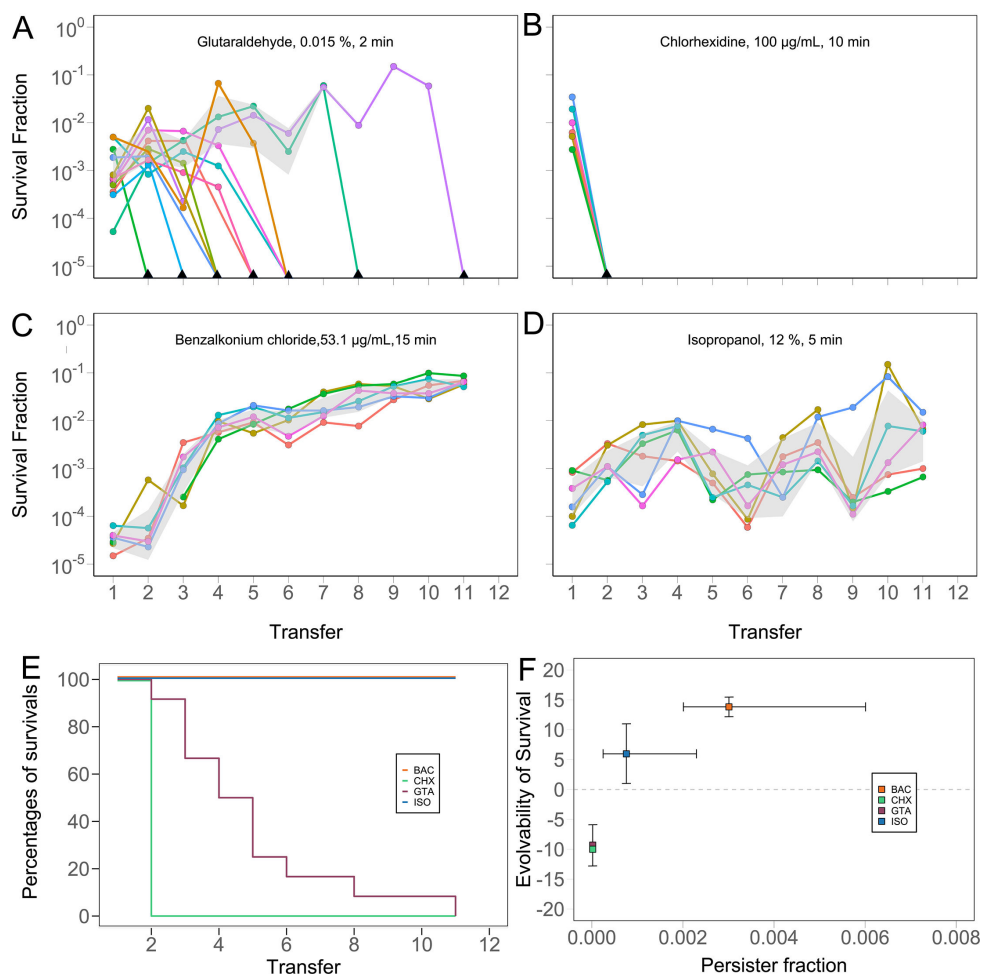 A
Glutaraldehyde, 0.015 %, 2 min
Survival Fraction
10^0
10^-1
10^-2
10^-3
10^-4
10^-5
B
Chlorhexidine, 100 µg/mL, 10 min
C
Benzalkonium chloride,53.1 µg/mL,15 min
Survival Fraction
10^0
10^-1
10^-2
10^-3
10^-4
10^-5
1 2 3 4 5 6 7 8 9 10 11 12
Transfer
D
Isopropanol, 12 %, 5 min
1 2 3 4 5 6 7 8 9 10 11 12
Transfer
E
Percentages of survivals
100
80
60
40
20
0
BAC
CHX
GTA
ISO
2 4 6 8 10 12
Transfer
F
Evolvability of Survival
20
15
10
5
0
-5
-10
-15
-20
BAC
CHX
GTA
ISO
0.000 0.002 0.004 0.006 0.008
Persister fraction